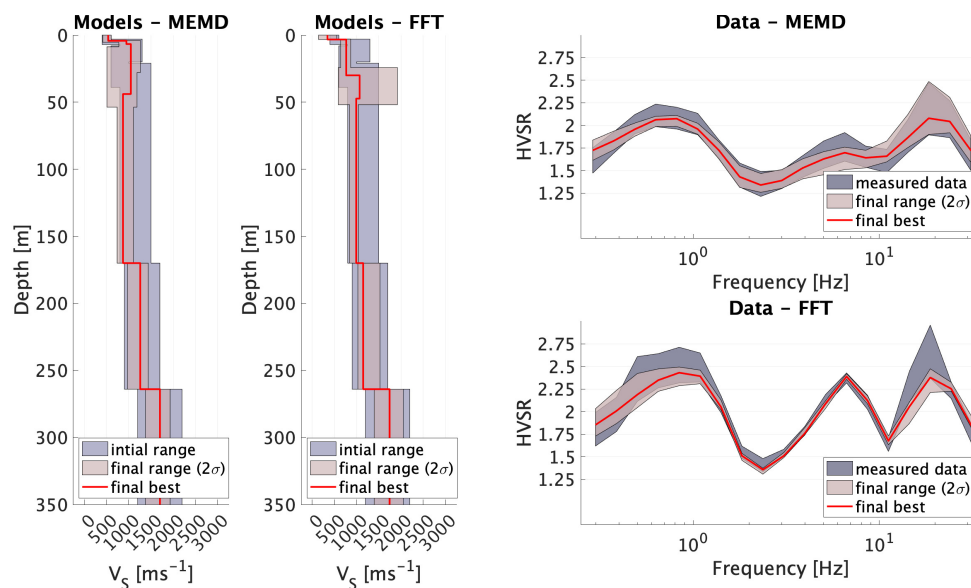 Models – MEMD
0
50
100
150
200
250
300
350
Depth [m]
intial range
final range (2σ)
final best
0
500
1000
1500
2000
2500
3000
V_S [ms⁻¹]
Models – FFT
0
50
100
150
200
250
300
350
Depth [m]
intial range
final range (2σ)
final best
0
500
1000
1500
2000
2500
3000
V_S [ms⁻¹]
Data – MEMD
2.75
2.5
2.25
2
1.75
1.5
1.25
HVSR
measured data
final range (2σ)
final best
10⁰
10¹
Frequency [Hz]
Data – FFT
2.75
2.5
2.25
2
1.75
1.5
1.25
HVSR
measured data
final range (2σ)
final best
10⁰
10¹
Frequency [Hz]